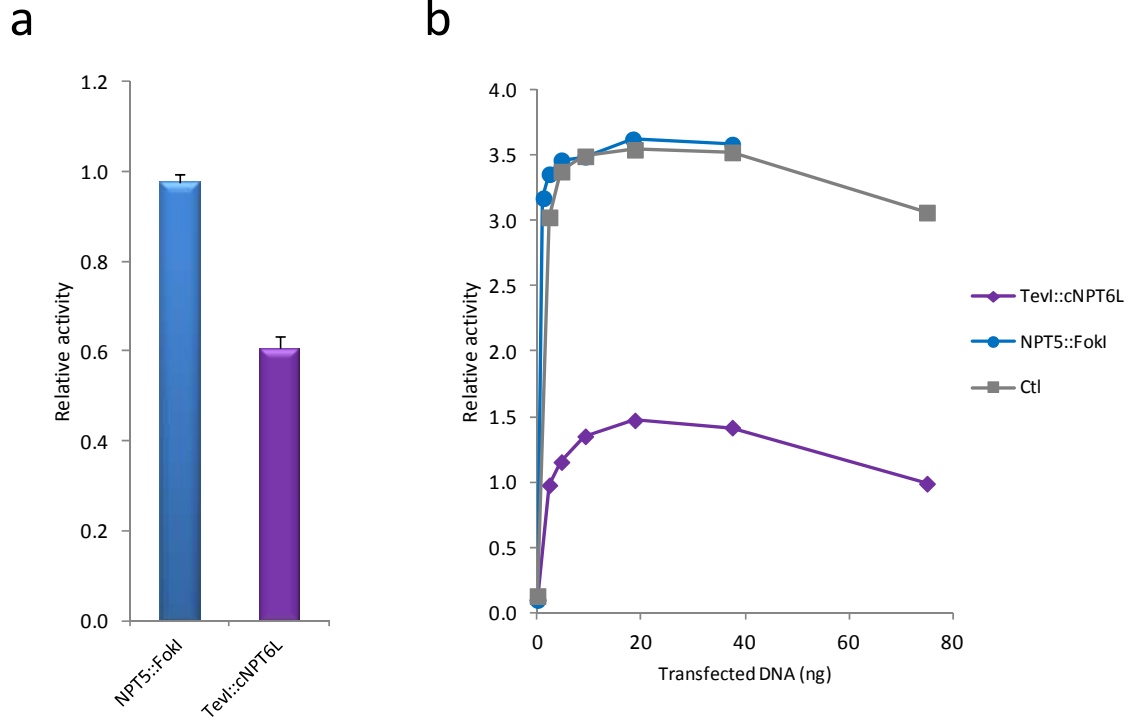 a
1.2
1.0
0.8
0.6
0.4
0.2
0.0
Relative activity
NPT5::FokI
TevI::cNPT6L
b
4.0
3.5
3.0
2.5
2.0
1.5
1.0
0.5
0.0
Relative activity
0 20 40 60 80
Transfected DNA (ng)
TevI::cNPT6L
NPT5::FokI
Ctl